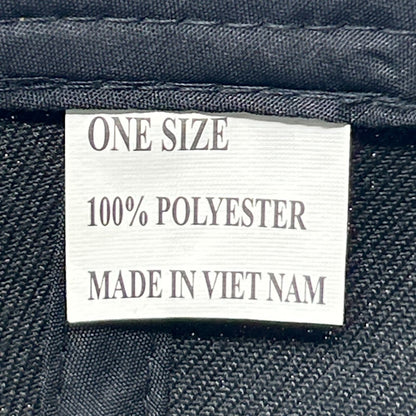 ONE SIZE
100% POLYESTER
MADE IN VIET NAM